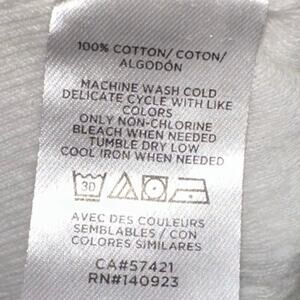 100% COTTON/ COTON/
ALGODÓN
MACHINE WASH COLD
DELICATE CYCLE WITH LIKE
COLORS
ONLY NON-CHLORINE
BLEACH WHEN NEEDED
TUMBLE DRY LOW
COOL IRON WHEN NEEDED
30
AVEC DES COULEURS
SEMBLABLES / CON
COLORES SIMILARES
CA#57421
RN#140923